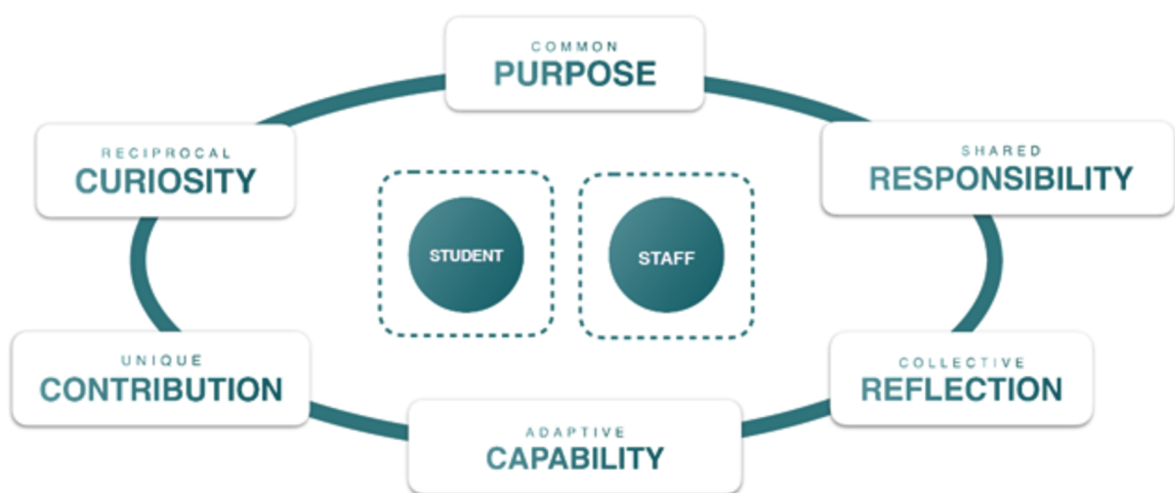 COMMON
PURPOSE
RECIPROCAL
CURIOSITY
SHARED
RESPONSIBILITY
STUDENT
STAFF
UNIQUE
CONTRIBUTION
COLLECTIVE
REFLECTION
ADAPTIVE
CAPABILITY